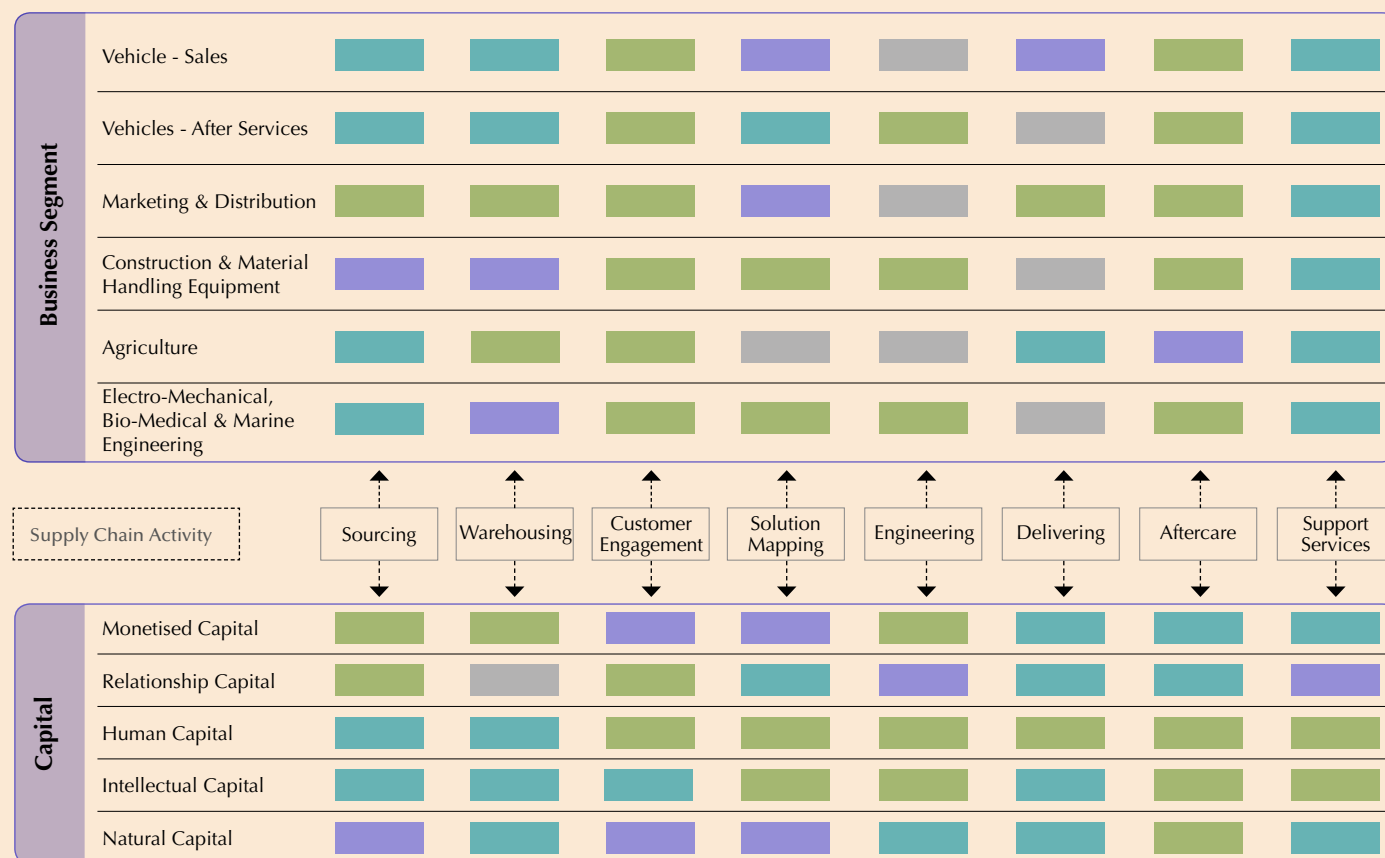 Business Segment
Vehicle - Sales
Vehicles - After Services
Marketing & Distribution
Construction & Material
Handling Equipment
Agriculture
Electro-Mechanical,
Bio-Medical & Marine
Engineering
Supply Chain Activity
Sourcing
Warehousing
Customer
Engagement
Solution
Mapping
Engineering
Delivering
Aftercare
Support
Services
Capital
Monetised Capital
Relationship Capital
Human Capital
Intellectual Capital
Natural Capital